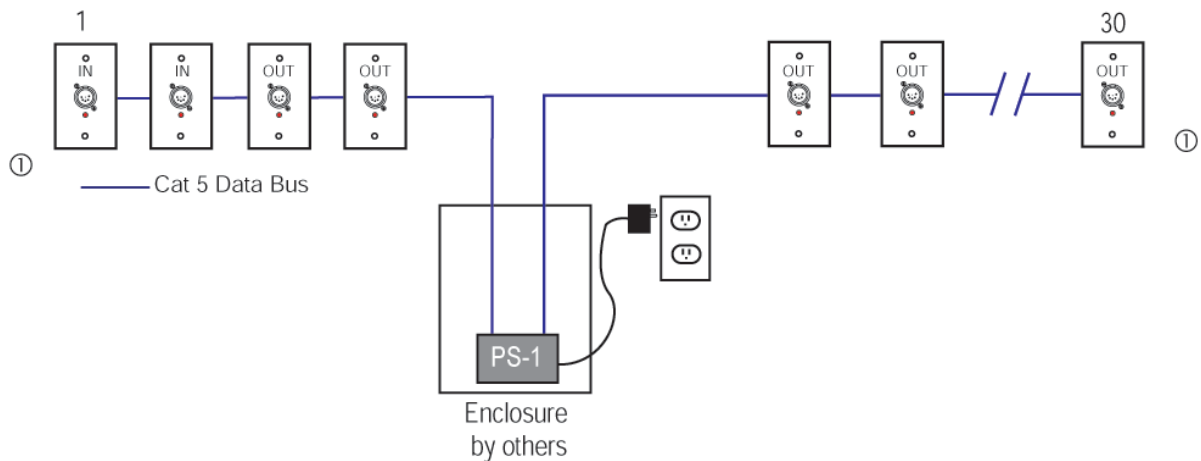 1
30
IN
IN
OUT
OUT
OUT
OUT
OUT
①
①
Cat 5 Data Bus
PS-1
Enclosure
by others